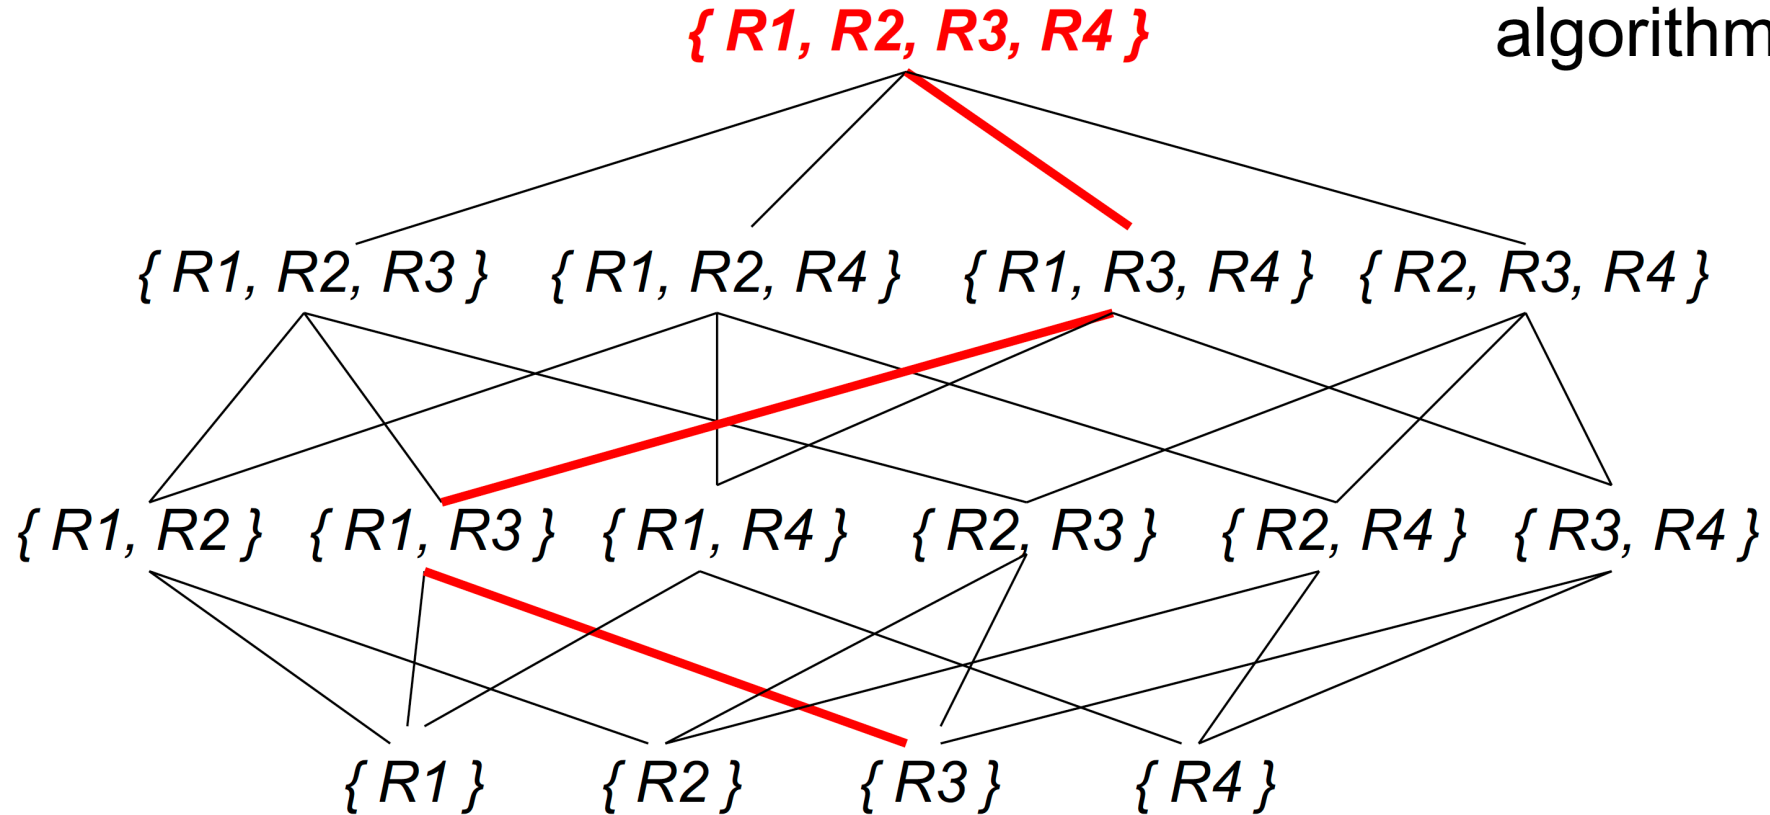 { R1, R2, R3, R4 }
algorithm
{ R1, R2, R3 } { R1, R2, R4 } { R1, R3, R4 } { R2, R3, R4 }
{ R1, R2 } { R1, R3 } { R1, R4 } { R2, R3 } { R2, R4 } { R3, R4 }
{ R1 } { R2 } { R3 } { R4 }